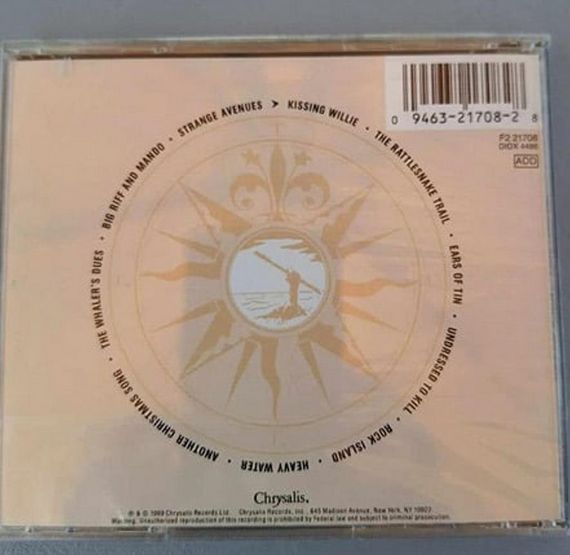 KISSING WILLIE • THE RATTLESNAKE TRAIL • EARS OF TIN • UNDRESSED TO KILL • ROCK ISLAND • HEAVY WATER • ANOTHER CHRISTMAS SONG • THE WHALER'S DUES • BIG RIFF AND MANDO • STRANGE AVENUES
0 09463-21708-2 8
F2 21708
DIDX 4486
ADD
Chrysalis.
℗ & © 1989 Chrysalis Records Ltd. Chrysalis Records, Inc., 645 Madison Avenue, New York, NY 10022
Warning. Unauthorized reproduction of this recording is prohibited by Federal law and subject to criminal prosecution.